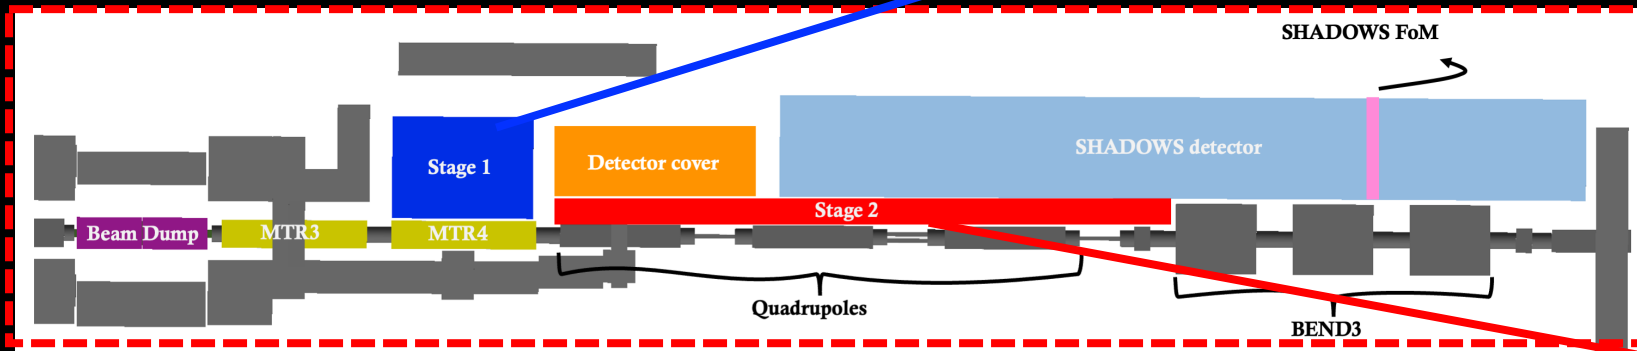 SHADOWS FoM
SHADOWS detector
Stage 1
Detector cover
Stage 2
Beam Dump
MTR3
MTR4
Quadrupoles
BEND3